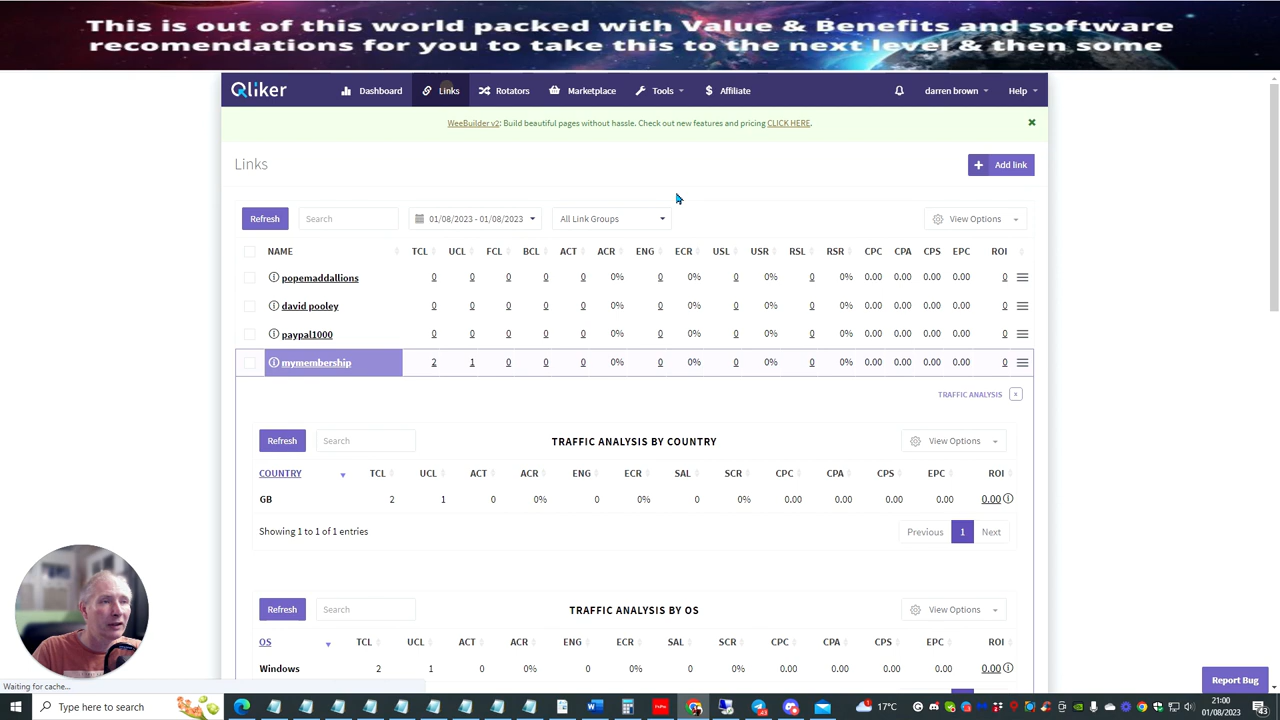 This is out of this world packed with Value & Benefits and software
recomendations for you to take this to the next level & then some
Qliker Dashboard Links Rotators Marketplace Tools Affiliate darren brown Help
WeeBuilder v2: Build beautiful pages without hassle. Check out new features and pricing CLICK HERE.
Links + Add link
Refresh Search 01/08/2023 - 01/08/2023 All Link Groups View Options
NAME TCL UCL FCL BCL ACT ACR ENG ECR USL USR RSL RSR CPC CPA CPS EPC ROI
popemaddallions 0 0 0 0 0 0% 0 0% 0 0% 0 0% 0.00 0.00 0.00 0.00 0
david pooley 0 0 0 0 0 0% 0 0% 0 0% 0 0% 0.00 0.00 0.00 0.00 0
paypal1000 0 0 0 0 0 0% 0 0% 0 0% 0 0% 0.00 0.00 0.00 0.00 0
mymembership 2 1 0 0 0 0% 0 0% 0 0% 0 0% 0.00 0.00 0.00 0.00 0
TRAFFIC ANALYSIS x
Refresh Search TRAFFIC ANALYSIS BY COUNTRY View Options
COUNTRY TCL UCL ACT ACR ENG ECR SAL SCR CPC CPA CPS EPC ROI
GB 2 1 0 0% 0 0% 0 0% 0.00 0.00 0.00 0.00 0.00
Showing 1 to 1 of 1 entries Previous 1 Next
Refresh Search TRAFFIC ANALYSIS BY OS View Options
OS TCL UCL ACT ACR ENG ECR SAL SCR CPC CPA CPS EPC ROI
Windows 2 1 0 0% 0 0% 0 0% 0.00 0.00 0.00 0.00 0.00
Report Bug
Waiting for cache...
Type here to search 17°C 21:00
01/08/2023